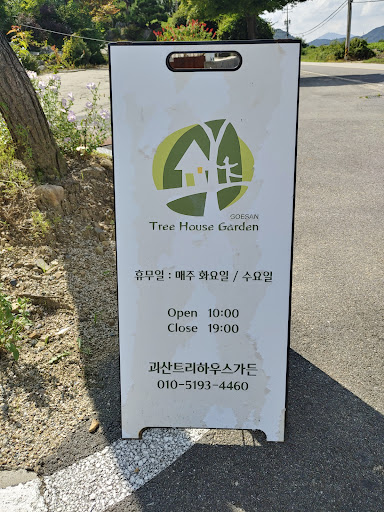 GOESAN
Tree House Garden
휴무일 : 매주 화요일 / 수요일
Open 10:00
Close 19:00
괴산트리하우스가든
010-5193-4460